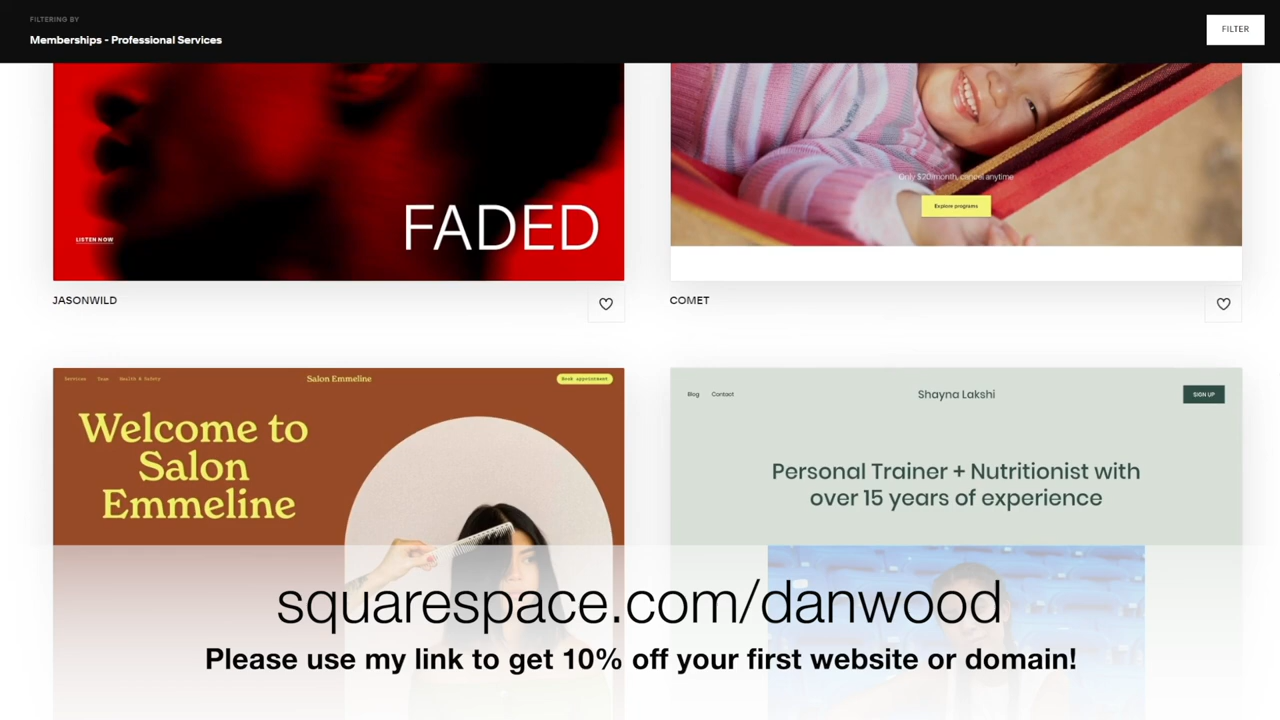 FILTERING BY
Memberships - Professional Services
FILTER
LISTEN NOW
FADED
Only $20/month, cancel anytime
Explore programs
JASONWILD
COMET
Services Team Health & Safety
Salon Emmeline
Book appointment
Welcome to
Salon
Emmeline
Blog Contact
Shayna Lakshi
SIGN UP
Personal Trainer + Nutritionist with
over 15 years of experience
squarespace.com/danwood
Please use my link to get 10% off your first website or domain!